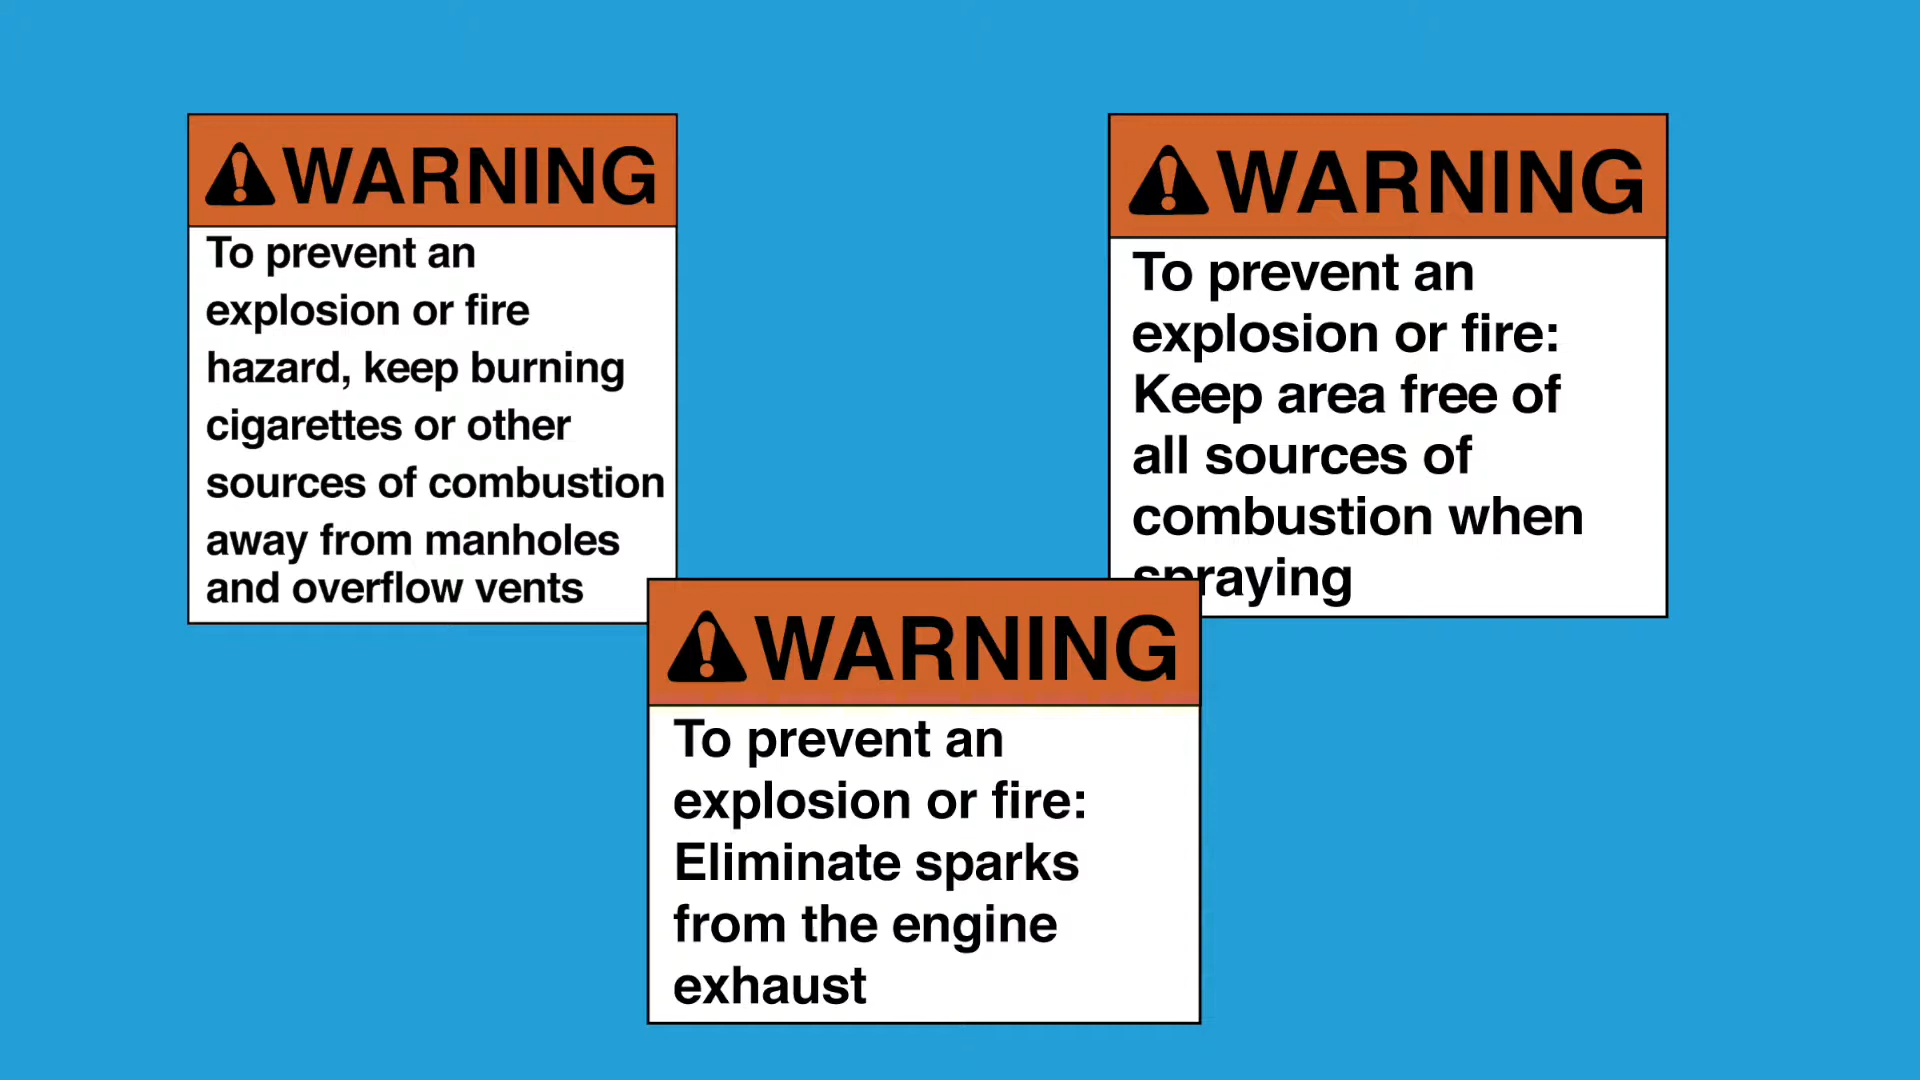 WARNING
To prevent an
explosion or fire
hazard, keep burning
cigarettes or other
sources of combustion
away from manholes
and overflow vents
WARNING
To prevent an
explosion or fire:
Keep area free of
all sources of
combustion when
spraying
WARNING
To prevent an
explosion or fire:
Eliminate sparks
from the engine
exhaust